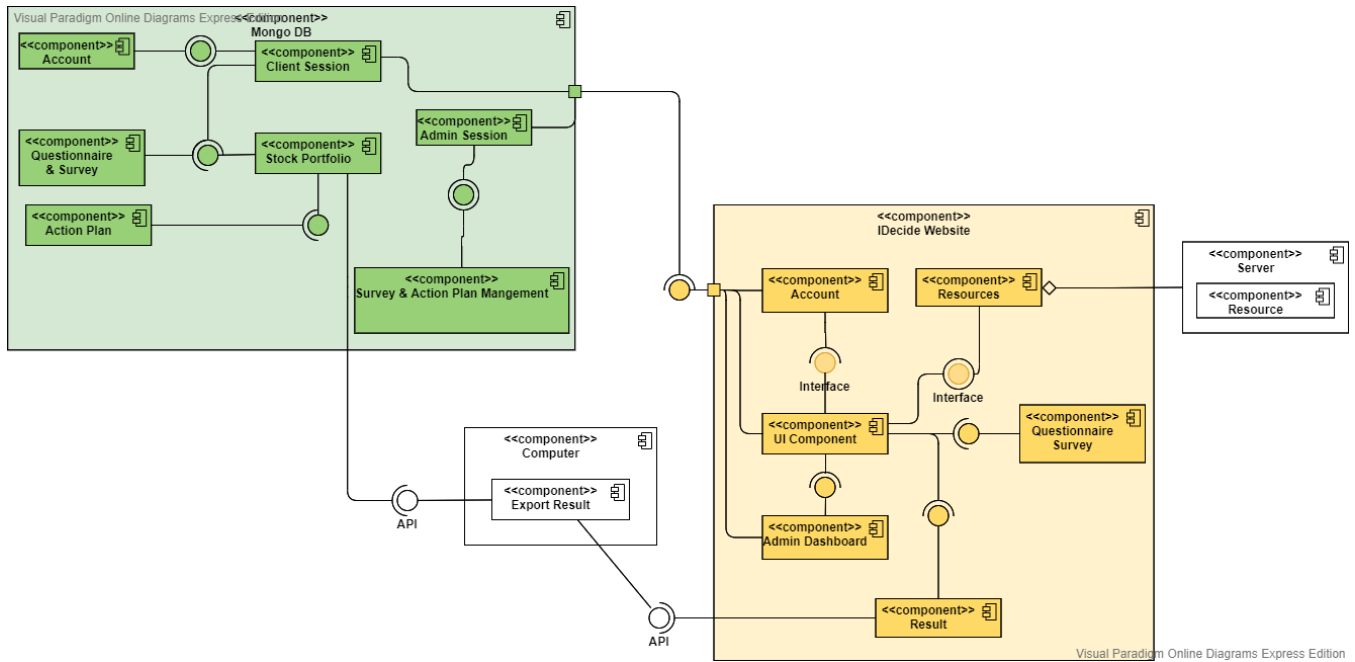 Visual Paradigm Online Diagrams Express Edition
<<component>>
Mongo DB
<<component>>
Account
<<component>>
Client Session
<<component>>
Admin Session
<<component>>
Questionnaire
& Survey
<<component>>
Stock Portfolio
<<component>>
Action Plan
<<component>>
Survey & Action Plan Mangement
<<component>>
IDecide Website
<<component>>
Account
<<component>>
Resources
<<component>>
Server
<<component>>
Resource
Interface
Interface
<<component>>
UI Component
<<component>>
Questionnaire
Survey
<<component>>
Computer
<<component>>
Export Result
API
<<component>>
Admin Dashboard
<<component>>
Result
API
Visual Paradigm Online Diagrams Express Edition